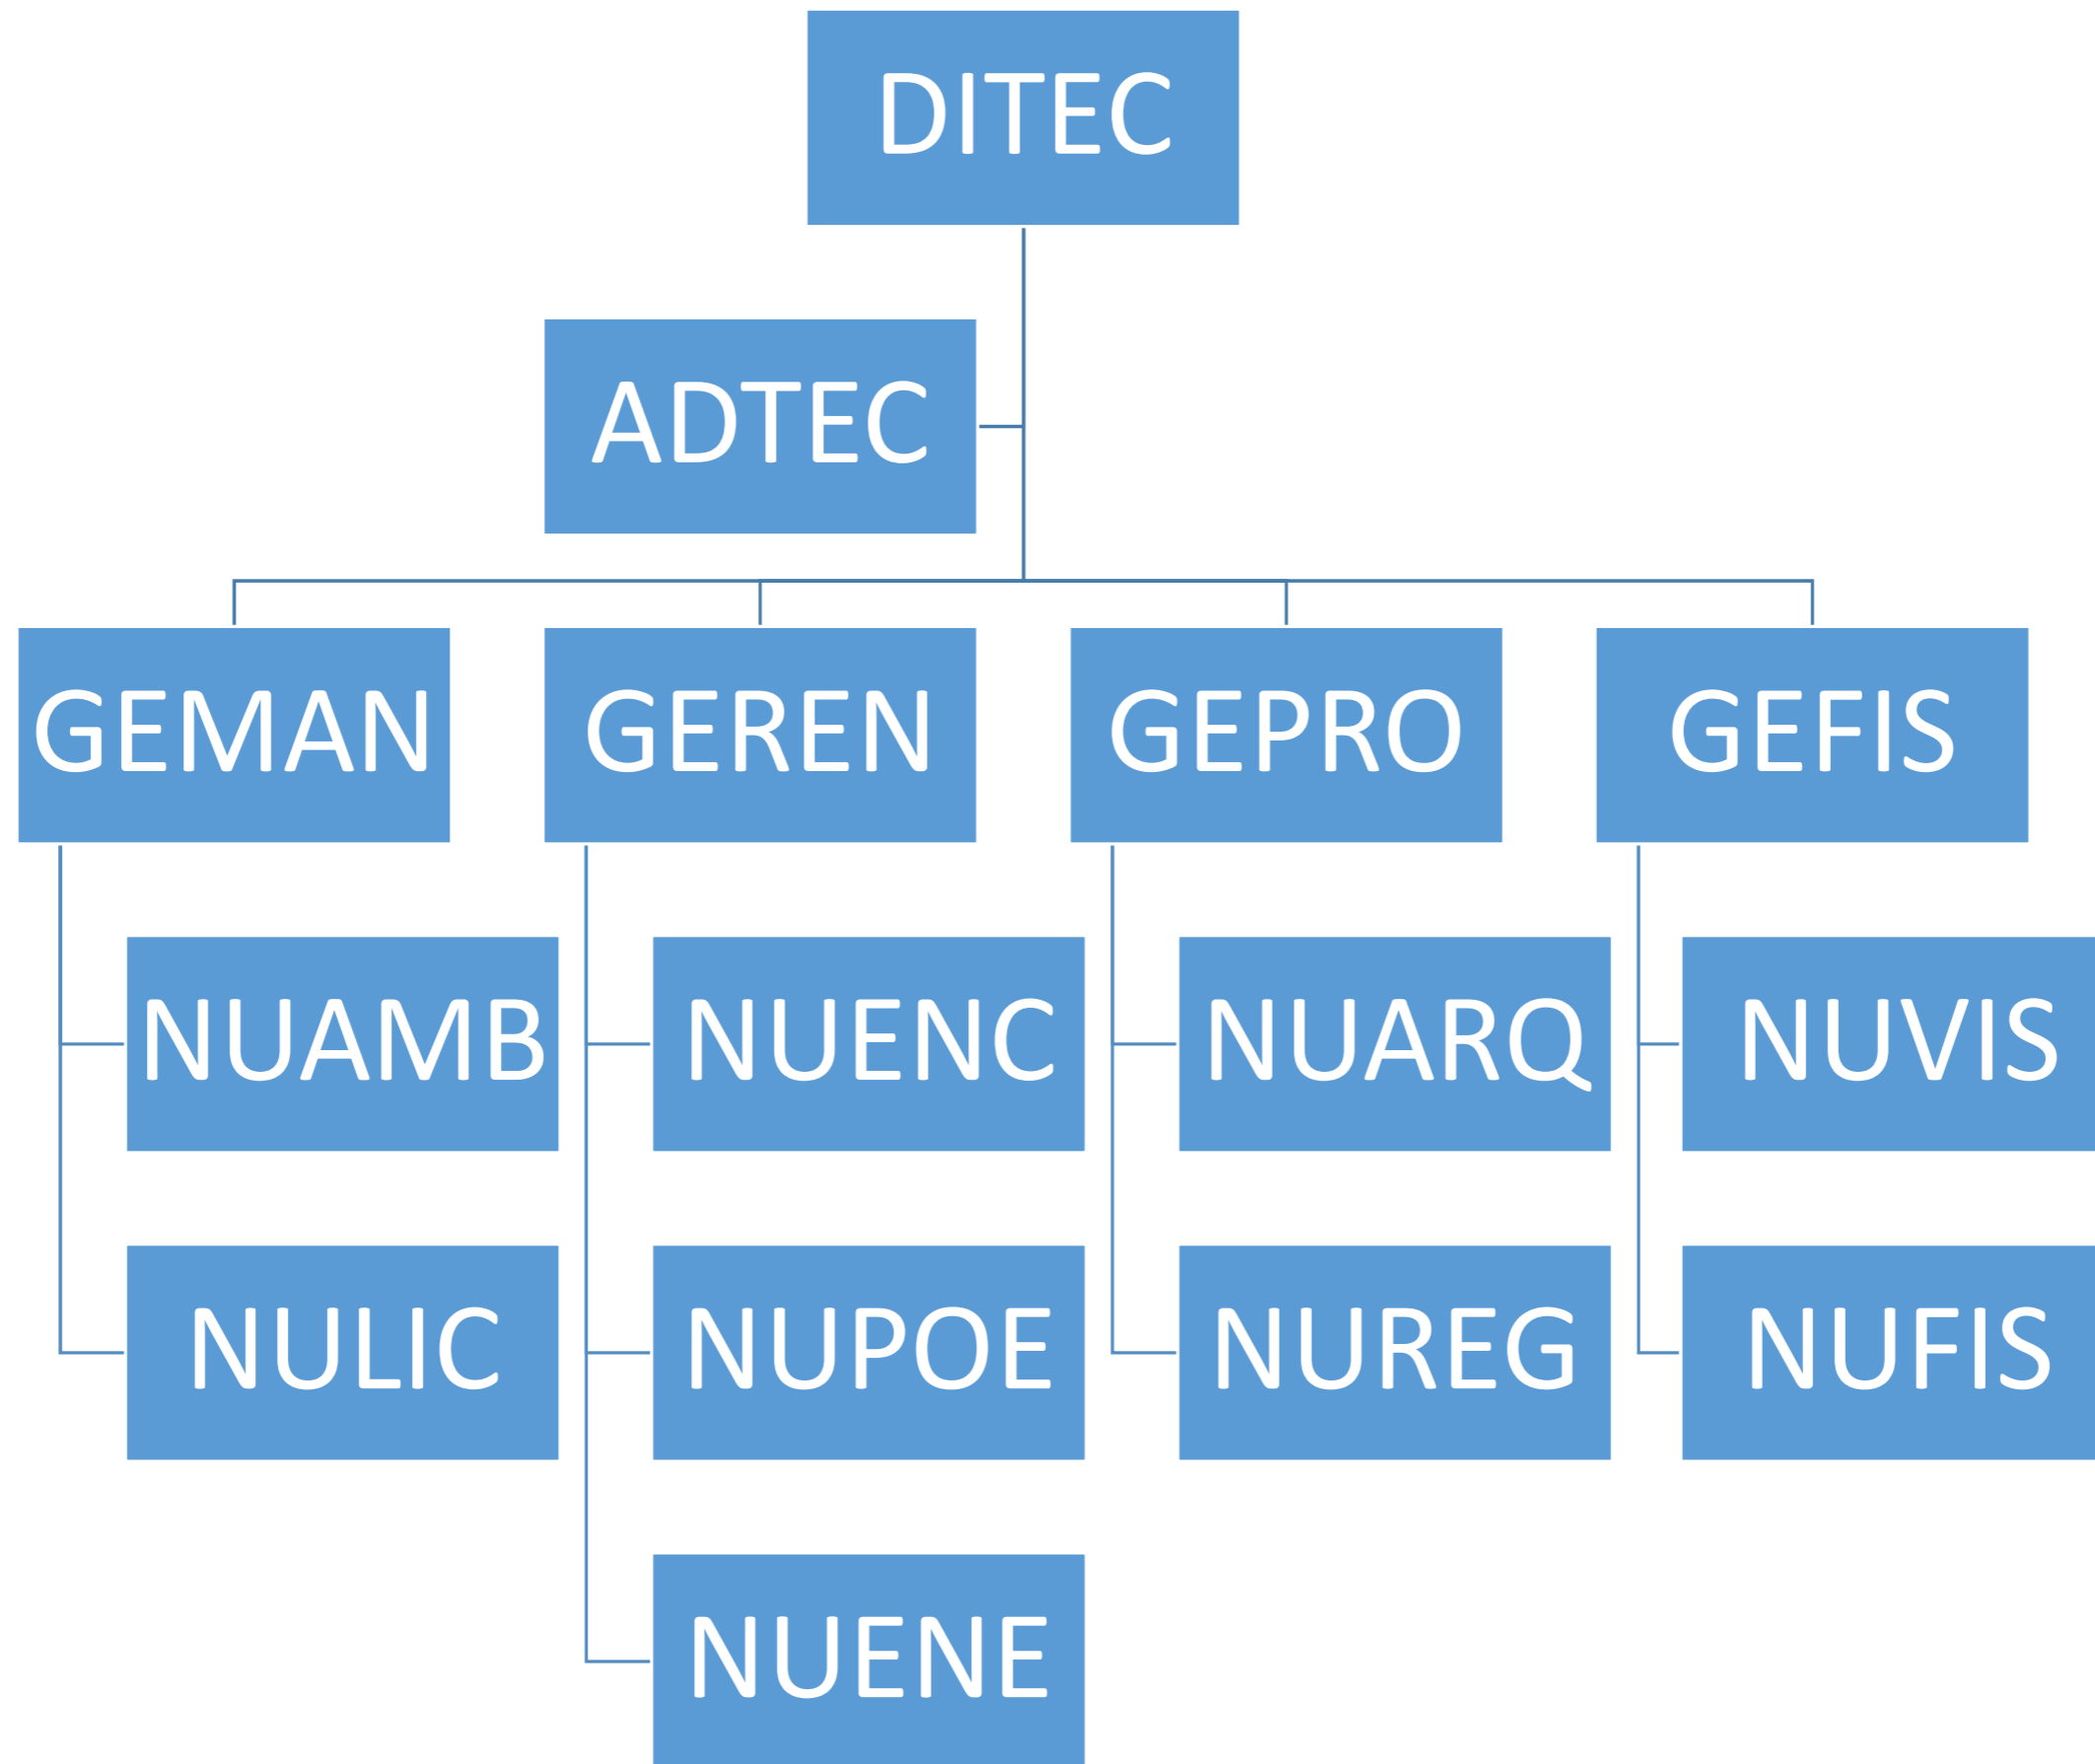 DITEC
ADTEC
GEMAN
GEREN
GEPRO
GEFIS
NUAMB
NUENC
NUARQ
NUVIS
NULIC
NUPOE
NUREG
NUFIS
NUENE